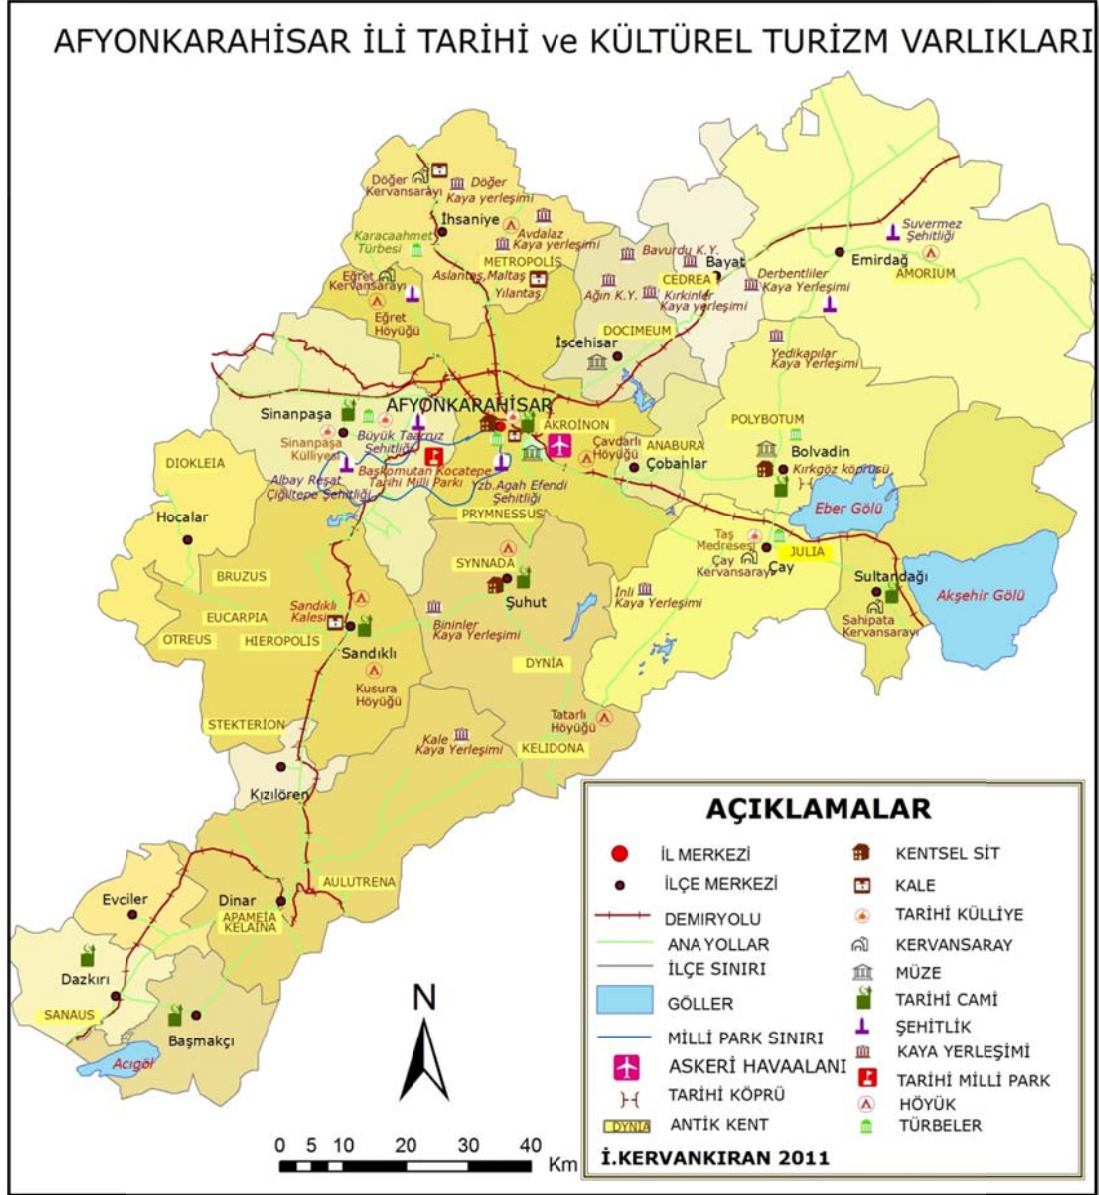 AFYONKARAHİSAR İLİ TARİHİ ve KÜLTÜREL TURİZM VARLIKLARI
Döğer
Kervansarayı
Döğer
Kaya yerleşimi
İhsaniye
Avdalaz
Kaya yerleşimi
Karacaahmet
Türbesi
METROPOLİS
Aslantaş,Maltaş
Yılantaş
Eğret
Kervansarayı
Eğret
Höyüğü
Bavurdu K.Y.
Bayat
CEDREA
Ağın K.Y.
Kırkinler
Kaya yerleşimi
Derbentliler
Kaya Yerleşimi
Suvermez
Şehitliği
Emirdağ
AMORIUM
DOCIMEUM
İscehisar
Yedikapılar
Kaya Yerleşimi
AFYONKARAHİSAR
AKROİNON
Sinanpaşa
Sinanpaşa
Külliyesi
Büyük Taarruz
Şehitliği
Albay Reşat
Çiğiltepe Şehitliği
Başkomutan Kocatepe
Tarihi Milli Parkı
Yzb.Agah Efendi
Şehitliği
PRYMNESSUS
Çavdarlı
Höyüğü
ANABURA
Çobanlar
POLYBOTUM
Bolvadin
Kırkgöz köprüsü
Eber Gölü
DIOKLEIA
Hocalar
BRUZUS
EUCARPIA
OTREUS
HIEROPOLİS
Sandıklı
Kalesi
Sandıklı
Kusura
Höyüğü
STEKTERİON
SYNNADA
Şuhut
Bininler
Kaya Yerleşimi
DYNİA
İnli
Kaya Yerleşimi
Taş
Medresesi
Çay
Kervansarayı
Çay
JULIA
Sultandağı
Sahipata
Kervansarayı
Akşehir Gölü
Tatarlı
Höyüğü
KELIDONA
Kale
Kaya Yerleşimi
Kızılören
AULUTRENA
Evciler
Dinar
APAMEİA
KELAİNA
Dazkırı
SANAUS
Başmakçı
Acıgöl
N
0 5 10 20 30 40
Km
AÇIKLAMALAR
İL MERKEZİ
İLÇE MERKEZİ
DEMIRYOLU
ANA YOLLAR
İLÇE SINIRI
GÖLLER
MİLLİ PARK SINIRI
ASKERİ HAVAALANI
TARİHİ KÖPRÜ
DYNIA
ANTİK KENT
KENTSEL SİT
KALE
TARİHİ KÜLLİYE
KERVANSARAY
MÜZE
TARİHİ CAMİ
ŞEHİTLİK
KAYA YERLEŞİMİ
TARİHİ MİLLİ PARK
HÖYÜK
TÜRBELER
İ.KERVANKIRAN 2011